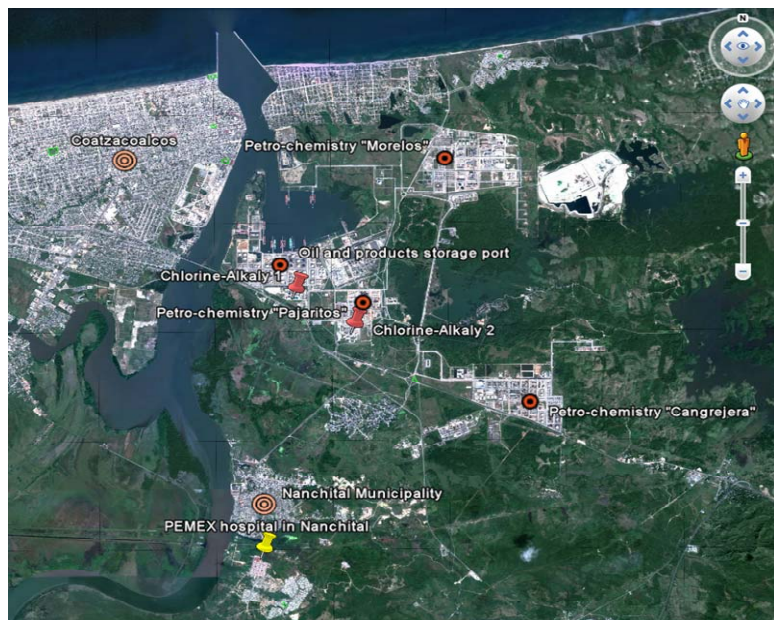 N
Coatzacoalcos
Petro-chemistry "Morelos"
Oil and products storage port
Chlorine-Alkaly 1
Petro-chemistry "Pajaritos"
Chlorine-Alkaly 2
Petro-chemistry "Cangrejera"
Nanchital Municipality
PEMEX hospital in Nanchital